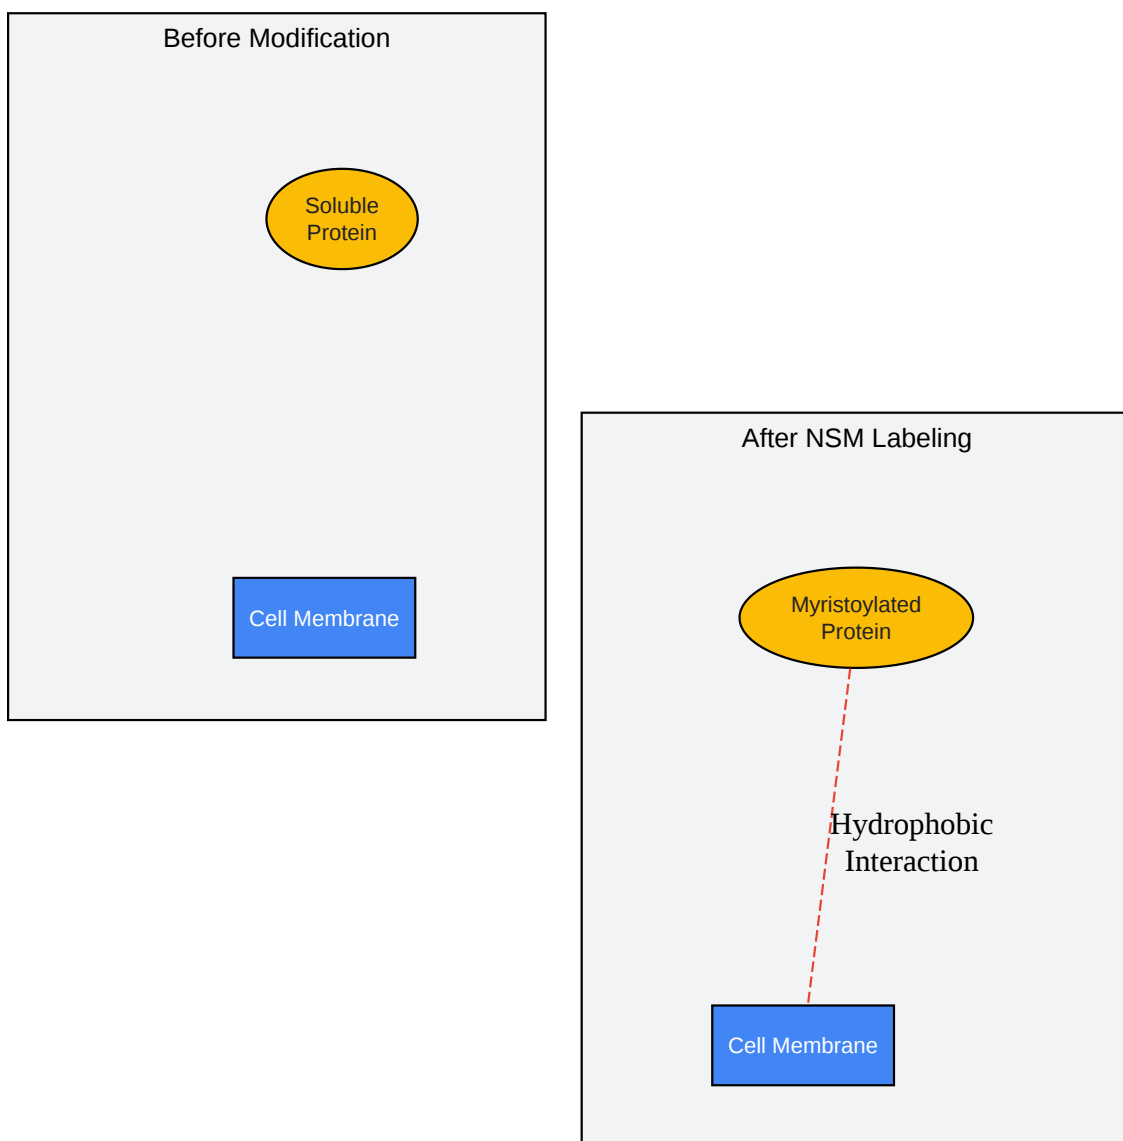 Before Modification
Soluble
Protein
Cell Membrane
After NSM Labeling
Myristoylated
Protein
Hydrophobic
Interaction
Cell Membrane